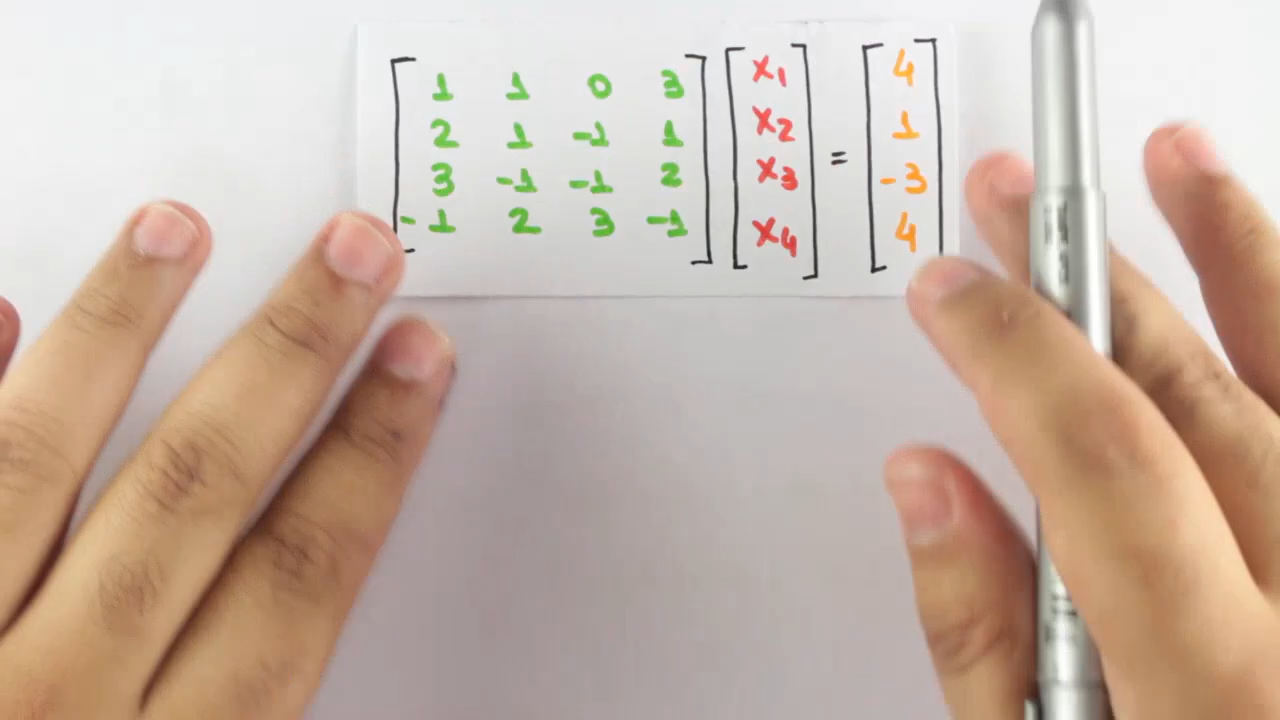 1 1 0 3 x1 4
2 1 -1 1 x2 1
3 -1 -1 2 x3 = -3
-1 2 3 -1 x4 4